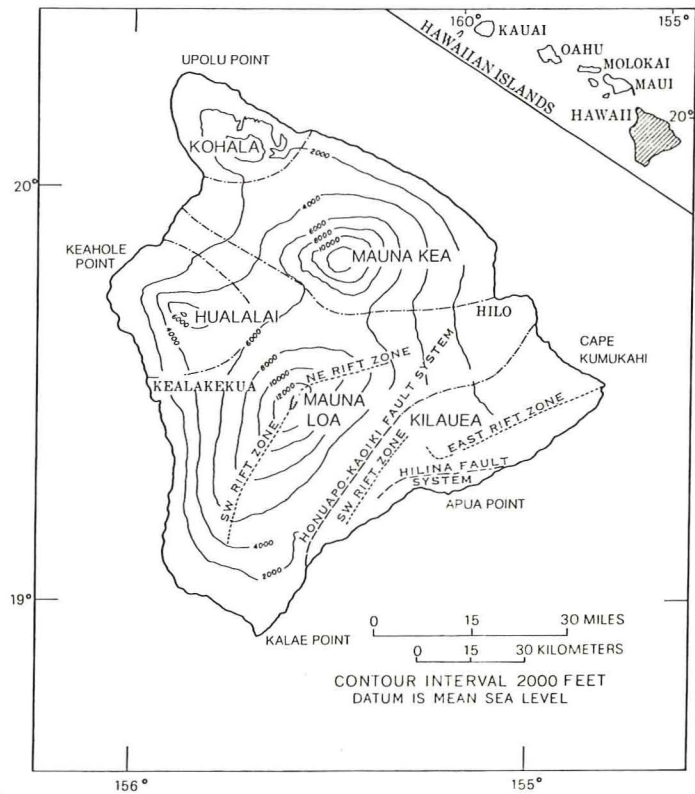 160°
155°
KAUAI
OAHU
MOLOKAI
MAUI
HAWAIIAN ISLANDS
HAWAII
20°
UPOLU POINT
KOHALA
2000
20°
4000
6000
8000
10000
MAUNA KEA
KEAHOLE
POINT
HUALALAI
6000
4000
6000
HILO
8000
NE RIFT ZONE
CAPE
KUMUKAHI
KEALAKEKUA
10000
12000
MAUNA
LOA
KILAUEA
EAST RIFT ZONE
SW RIFT ZONE
HONUAPO-KAOIKI FAULT SYSTEM
SW RIFT ZONE
HILINA FAULT
SYSTEM
APUA POINT
4000
2000
19°
KALAE POINT
0 15 30 MILES
0 15 30 KILOMETERS
CONTOUR INTERVAL 2000 FEET
DATUM IS MEAN SEA LEVEL
156°
155°